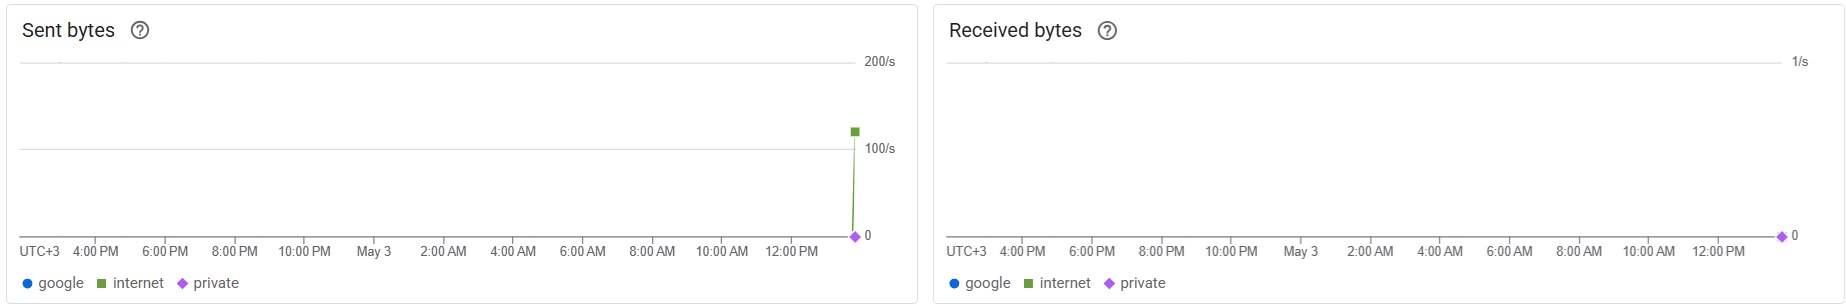 Sent bytes
200/s
100/s
0
UTC+3 4:00 PM 6:00 PM 8:00 PM 10:00 PM May 3 2:00 AM 4:00 AM 6:00 AM 8:00 AM 10:00 AM 12:00 PM
google internet private
Received bytes
1/s
0
UTC+3 4:00 PM 6:00 PM 8:00 PM 10:00 PM May 3 2:00 AM 4:00 AM 6:00 AM 8:00 AM 10:00 AM 12:00 PM
google internet private